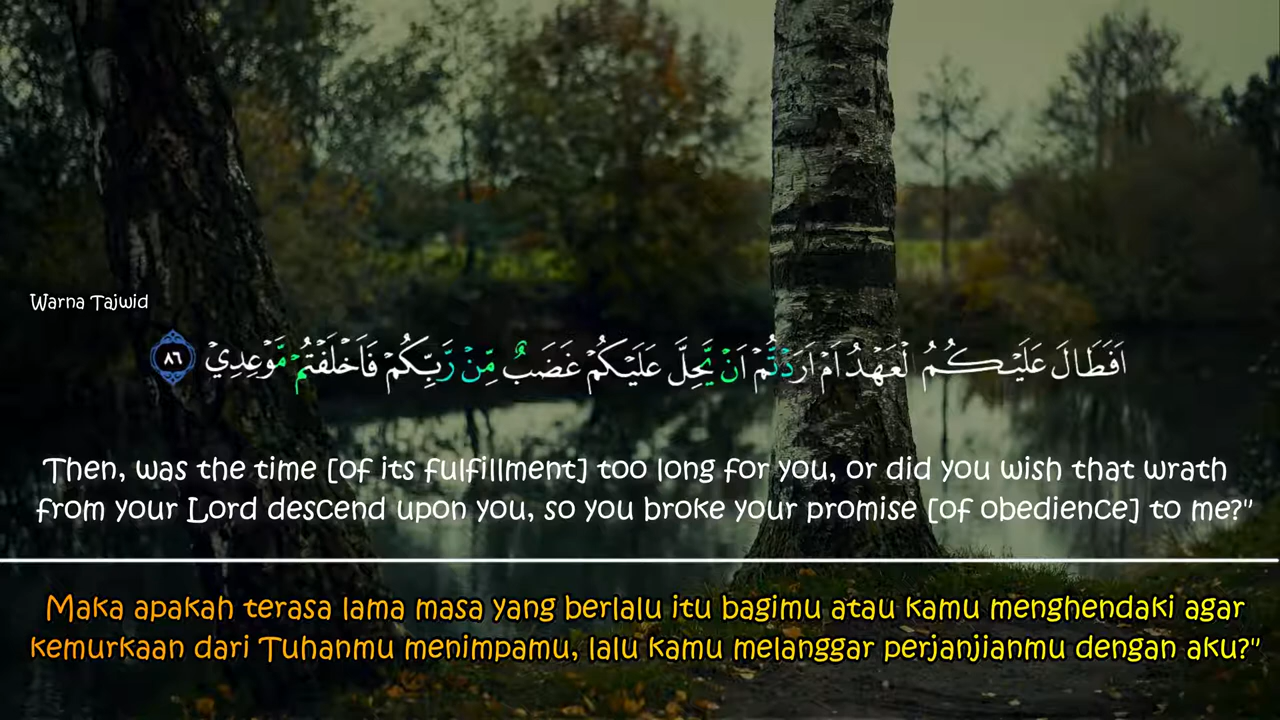 Warna Tajwid
اَفَطَالَ عَلَيْكُمُ لْعَهْدُ اَمْ اَرَدْتُّمْ اَنْ يَّحِلَّ عَلَيْكُمْ غَضَبٌ مِّنْ رَّبِّكُمْ فَاَخْلَفْتُمْ مَّوْعِدِيْ ۝٨٦
Then, was the time [of its fulfillment] too long for you, or did you wish that wrath
from your Lord descend upon you, so you broke your promise [of obedience] to me?"
Maka apakah terasa lama masa yang berlalu itu bagimu atau kamu menghendaki agar
kemurkaan dari Tuhanmu menimpamu, lalu kamu melanggar perjanjianmu dengan aku?"